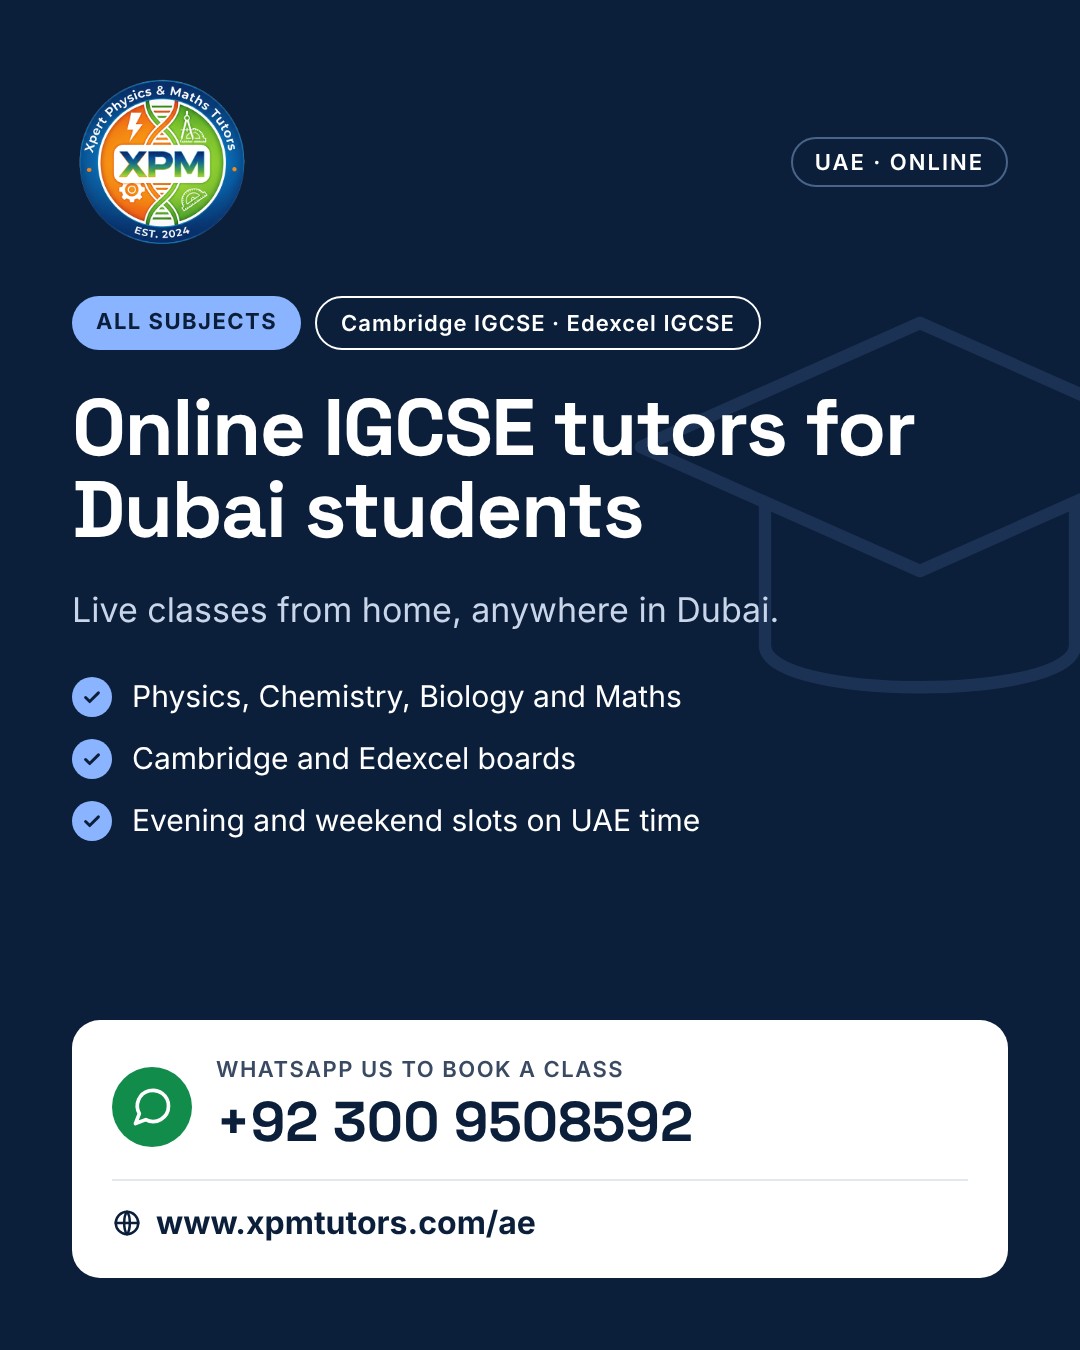 Xpert Physics & Maths Tutors
XPM
EST. 2024
UAE · ONLINE
ALL SUBJECTS
Cambridge IGCSE · Edexcel IGCSE
Online IGCSE tutors for
Dubai students
Live classes from home, anywhere in Dubai.
Physics, Chemistry, Biology and Maths
Cambridge and Edexcel boards
Evening and weekend slots on UAE time
WHATSAPP US TO BOOK A CLASS
+92 300 9508592
www.xpmtutors.com/ae